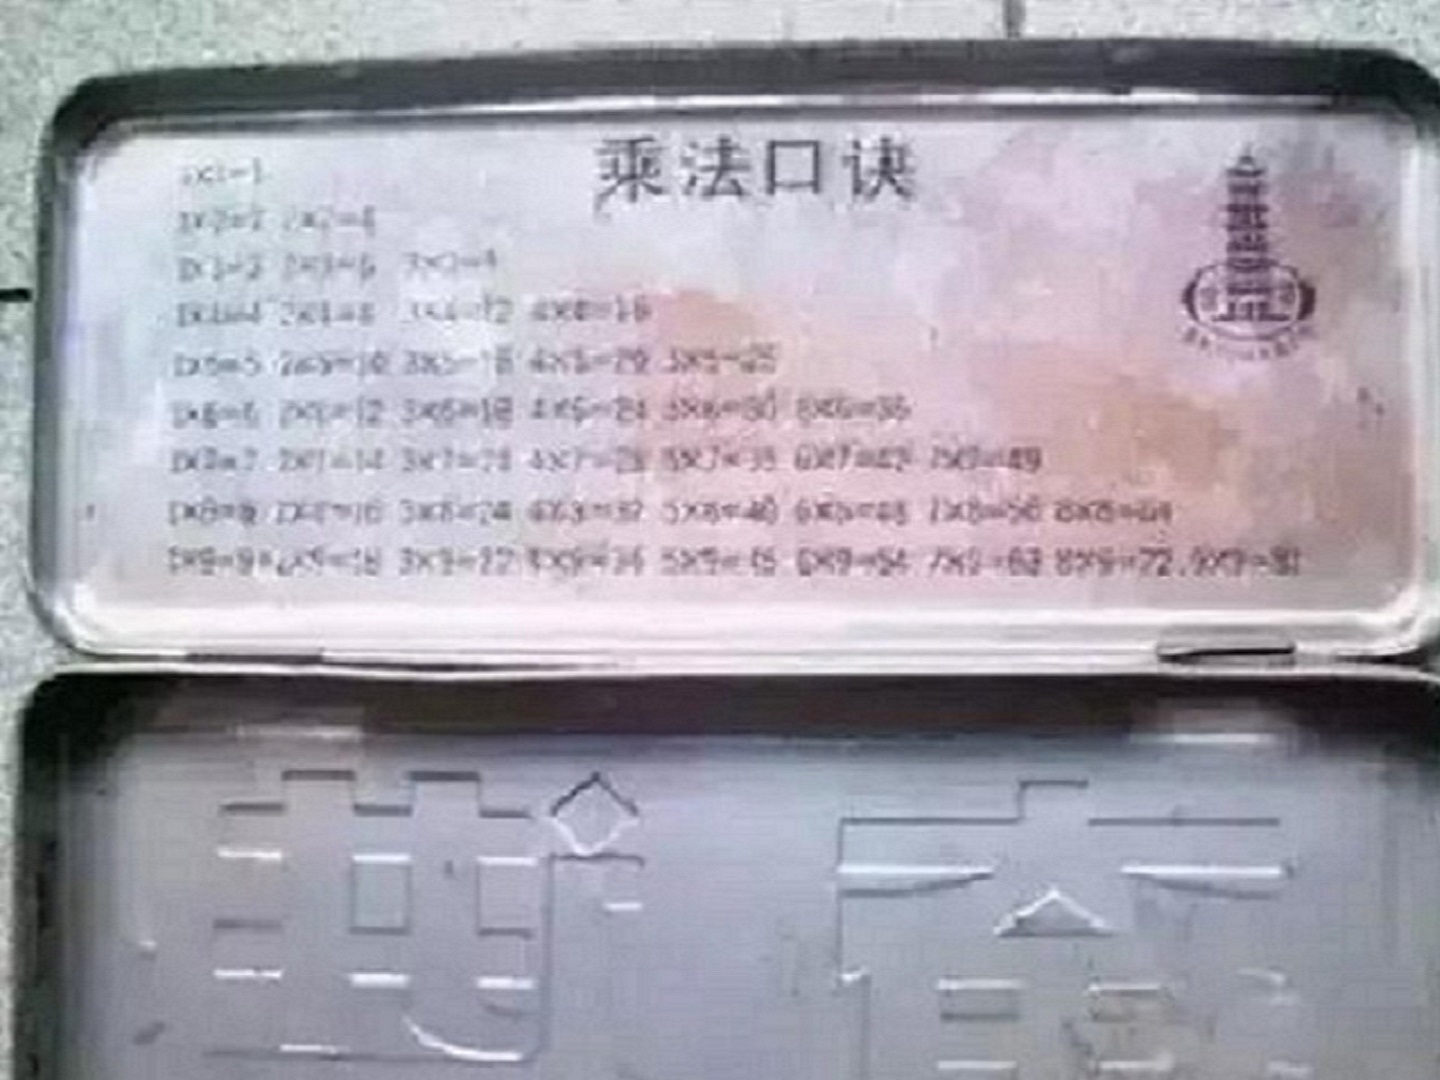 乘法口诀
1X1=1
1X2=2 2X2=4
1X3=3 2X3=6 3X3=9
1X4=4 2X4=8 3X4=12 4X4=16
1X5=5 2X5=10 3X5=15 4X5=20 5X5=25
1X6=6 2X6=12 3X6=18 4X6=24 5X6=30 6X6=36
1X7=7 2X7=14 3X7=21 4X7=28 5X7=35 6X7=42 7X7=49
1X8=8 2X8=16 3X8=24 4X8=32 5X8=40 6X8=48 7X8=56 8X8=64
1X9=9 2X9=18 3X9=27 4X9=36 5X9=45 6X9=54 7X9=63 8X9=72 9X9=81